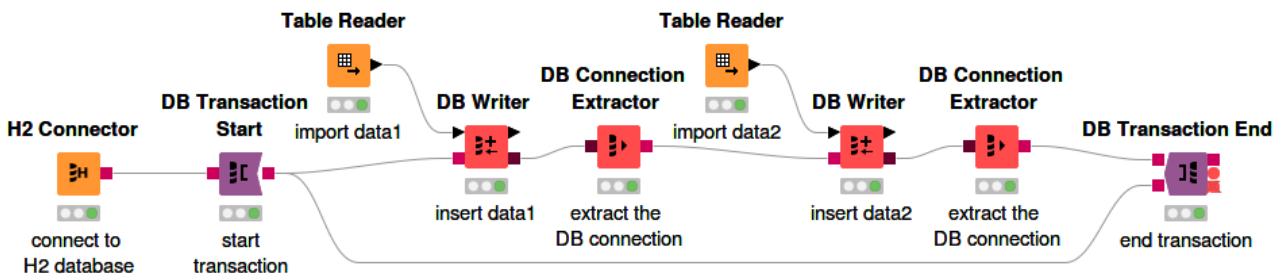 Table Reader
import data1
Table Reader
import data2
H2 Connector
H
connect to
H2 database
DB Transaction
Start
start
transaction
DB Writer
insert data1
DB Connection
Extractor
extract the
DB connection
DB Writer
insert data2
DB Connection
Extractor
extract the
DB connection
DB Transaction End
end transaction